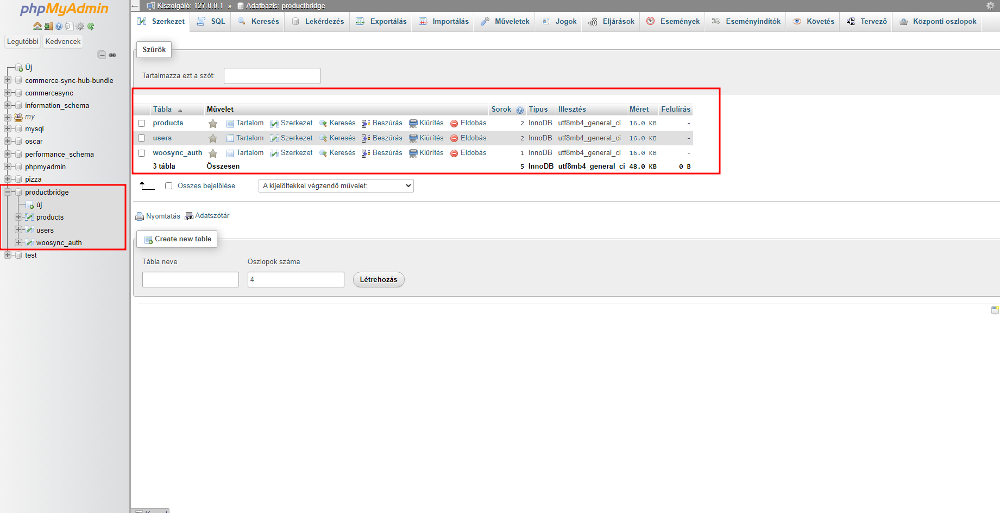 phpMyAdmin
Legutóbbi Kedvencek
Új
commerce-sync-hub-bundle
commercesync
information_schema
my
mysql
oscar
performance_schema
phpmyadmin
pizza
productbridge
új
products
users
woosync_auth
test
Kiszolgáló: 127.0.0.1 » Adatbázis: productbridge
Szerkezet SQL Keresés Lekérdezés Exportálás Importálás Műveletek Jogok Eljárások Események Eseményindítók Követés Tervező Központi oszlopok
Szűrők
Tartalmazza ezt a szót:
Tábla Művelet Sorok Típus Illesztés Méret Felülírás
products Tartalom Szerkezet Keresés Beszúrás Kiürítés Eldobás 2 InnoDB utf8mb4_general_ci 16.0 KB -
users Tartalom Szerkezet Keresés Beszúrás Kiürítés Eldobás 2 InnoDB utf8mb4_general_ci 16.0 KB -
woosync_auth Tartalom Szerkezet Keresés Beszúrás Kiürítés Eldobás 1 InnoDB utf8mb4_general_ci 16.0 KB -
3 tábla Összesen 5 InnoDB utf8mb4_general_ci 48.0 KB 0 B
Összes bejelölése A kijelöltekkel végzendő művelet:
Nyomtatás Adatszótár
Create new table
Tábla neve Oszlopok száma
4 Létrehozás